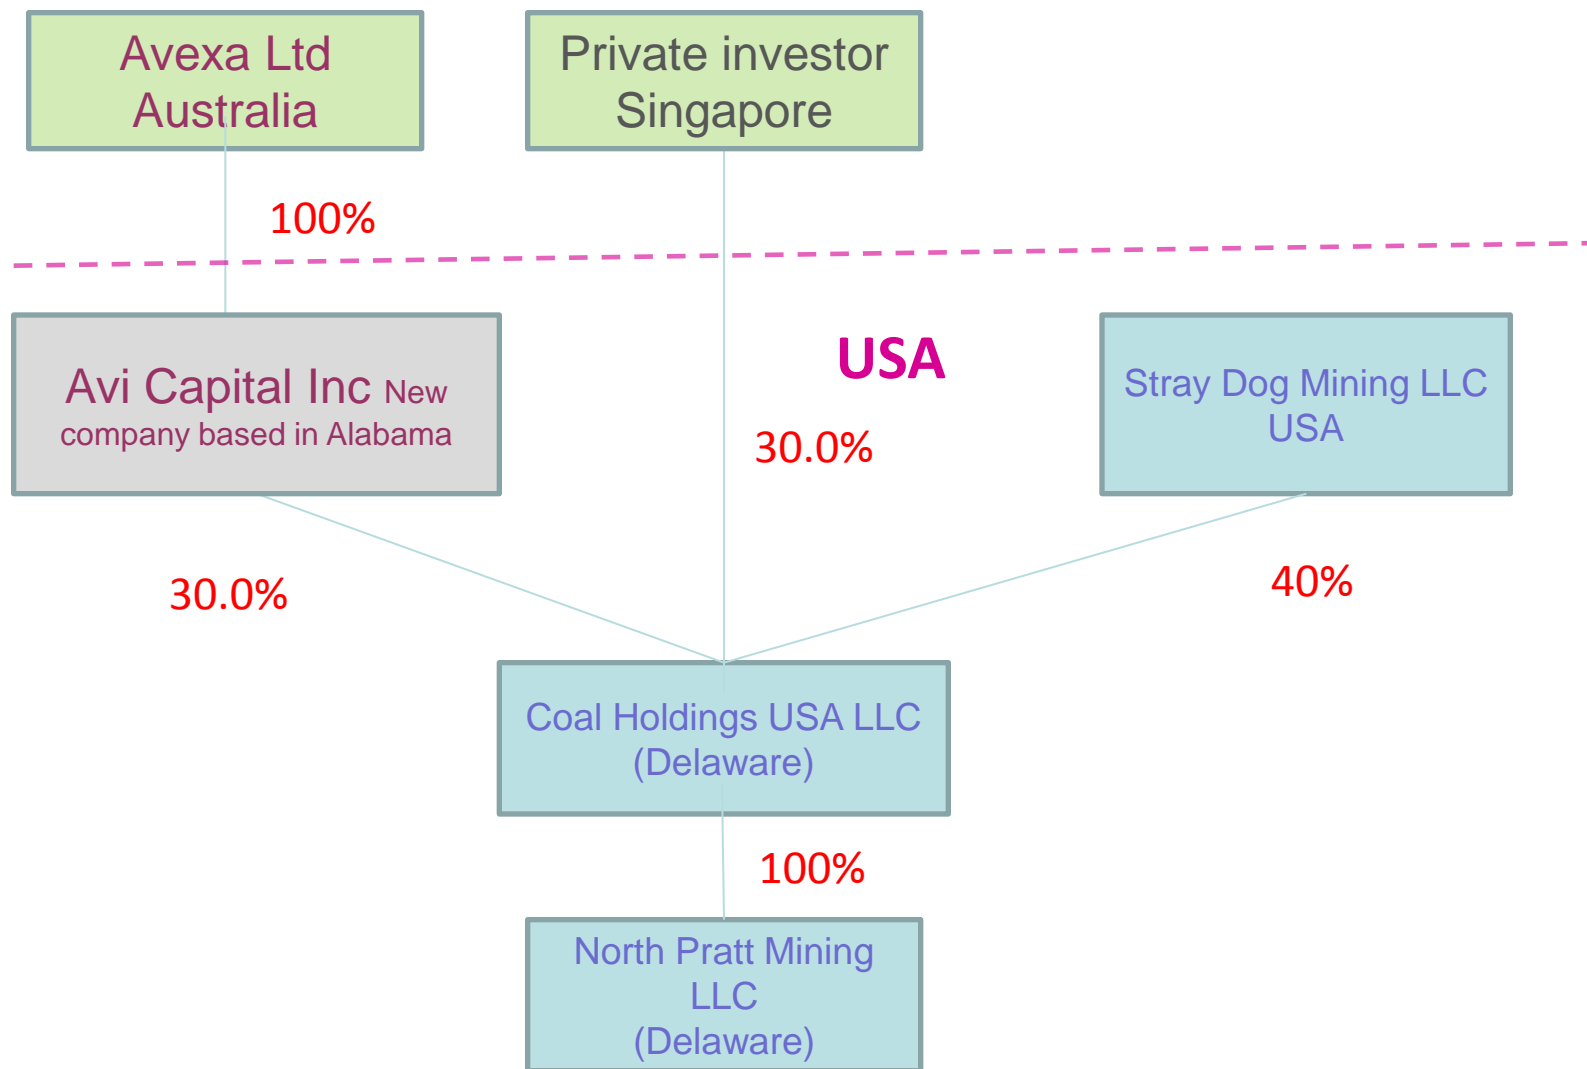 Avexa Ltd
Australia
Private investor
Singapore
100%
Avi Capital Inc New
company based in Alabama
USA
30.0%
Stray Dog Mining LLC
USA
30.0%
40%
Coal Holdings USA LLC
(Delaware)
100%
North Pratt Mining
LLC
(Delaware)